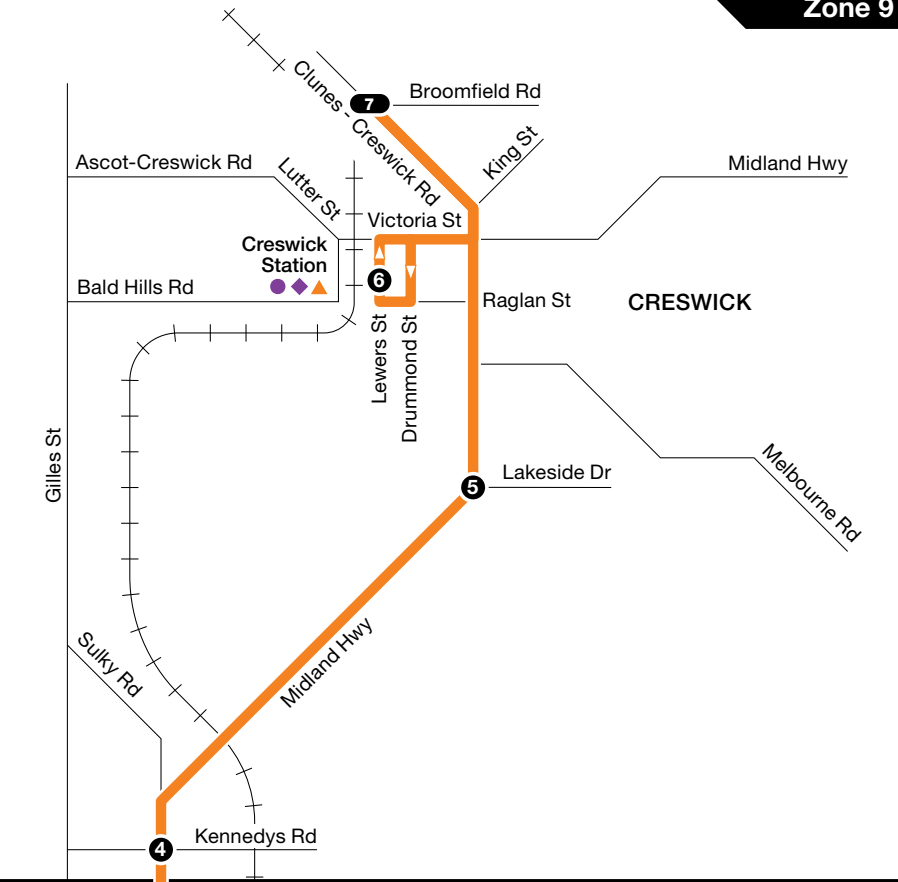 Zone 9
Clunes - Creswick Rd
7
Broomfield Rd
King St
Ascot-Creswick Rd
Lutter St
Midland Hwy
Victoria St
Creswick
Station
6
Bald Hills Rd
Raglan St
CRESWICK
Lewers St
Drummond St
Gilles St
Melbourne Rd
5
Lakeside Dr
Midland Hwy
Sulky Rd
4
Kennedys Rd